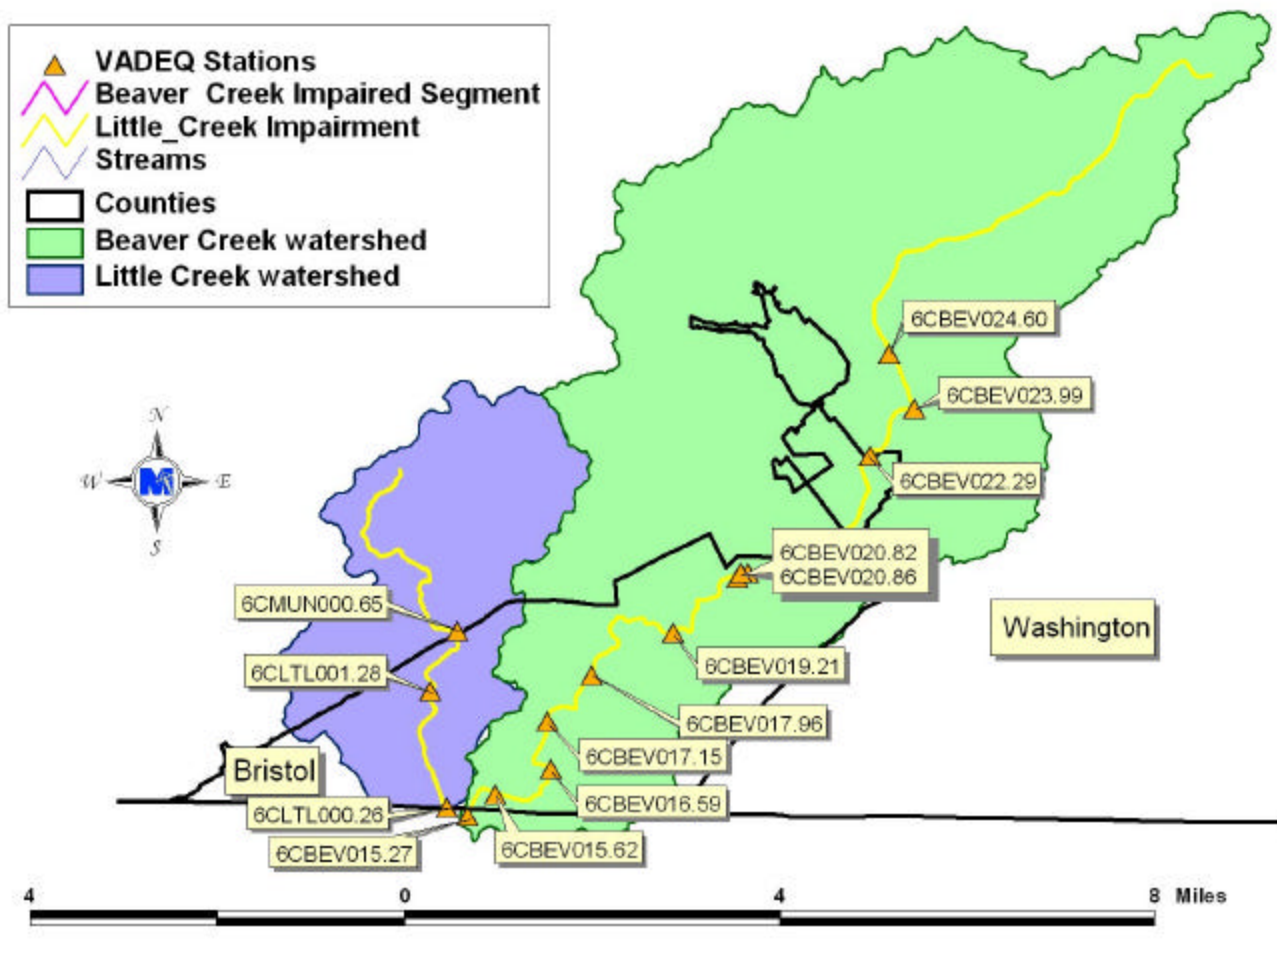 VADEQ Stations
Beaver Creek Impaired Segment
Little_Creek Impairment
Streams
Counties
Beaver Creek watershed
Little Creek watershed
6CBEV024.60
6CBEV023.99
N
W M E
S
6CBEV022.29
6CBEV020.82
6CBEV020.86
6CMUN000.65
Washington
6CLTL001.28
6CBEV019.21
6CBEV017.96
6CBEV017.15
Bristol
6CBEV016.59
6CLTL000.26
6CBEV015.27
6CBEV015.62
4 0 4 8 Miles